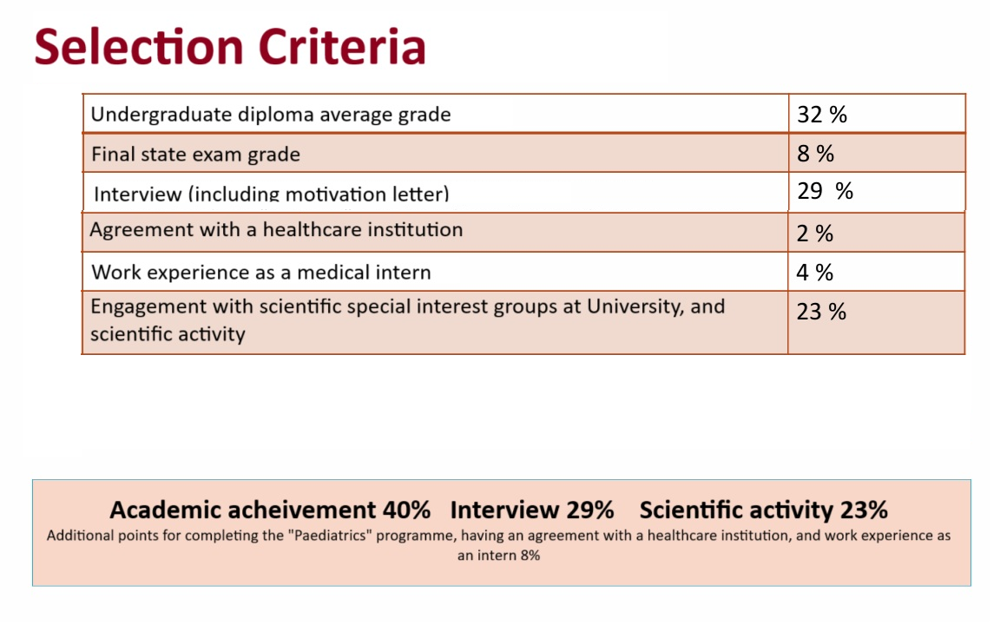 Selection Criteria
Undergraduate diploma average grade 32 %
Final state exam grade 8 %
Interview (including motivation letter) 29 %
Agreement with a healthcare institution 2 %
Work experience as a medical intern 4 %
Engagement with scientific special interest groups at University, and 23 %
scientific activity
Academic acheivement 40% Interview 29% Scientific activity 23%
Additional points for completing the "Paediatrics" programme, having an agreement with a healthcare institution, and work experience as
an intern 8%